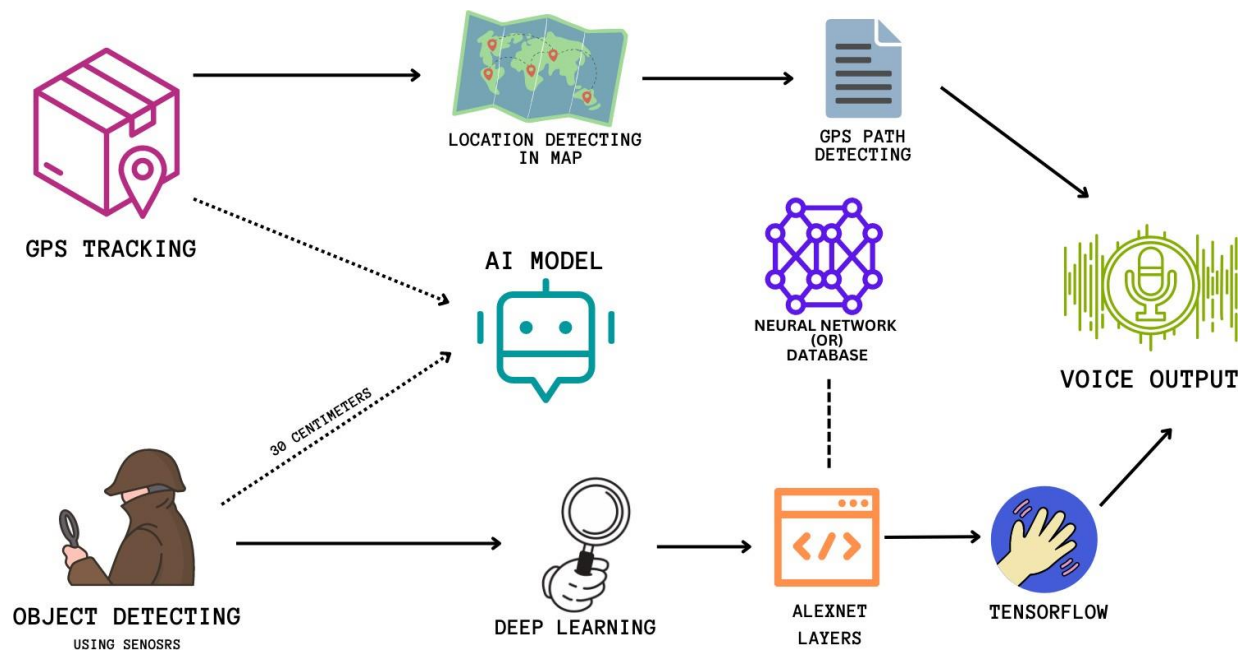 LOCATION DETECTING
IN MAP
GPS PATH
DETECTING
GPS TRACKING
AI MODEL
NEURAL NETWORK
(OR)
DATABASE
VOICE OUTPUT
30 CENTIMETERS
OBJECT DETECTING
USING SENOSRS
DEEP LEARNING
ALEXNET
LAYERS
TENSORFLOW